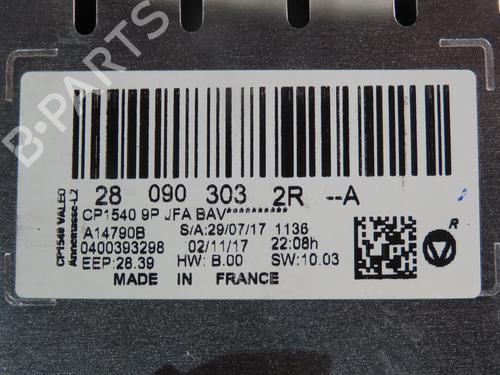 B-PARTS
CP1540 VALEO
Annemasse-L2
28 090 303 2R --A
CP1540 9P JFA BAV**********
A14790B S/A:29/07/17 1136
0400393298 02/11/17 22:08h
EEP:28.39 HW: B.00 SW:10.03
MADE IN FRANCE
R